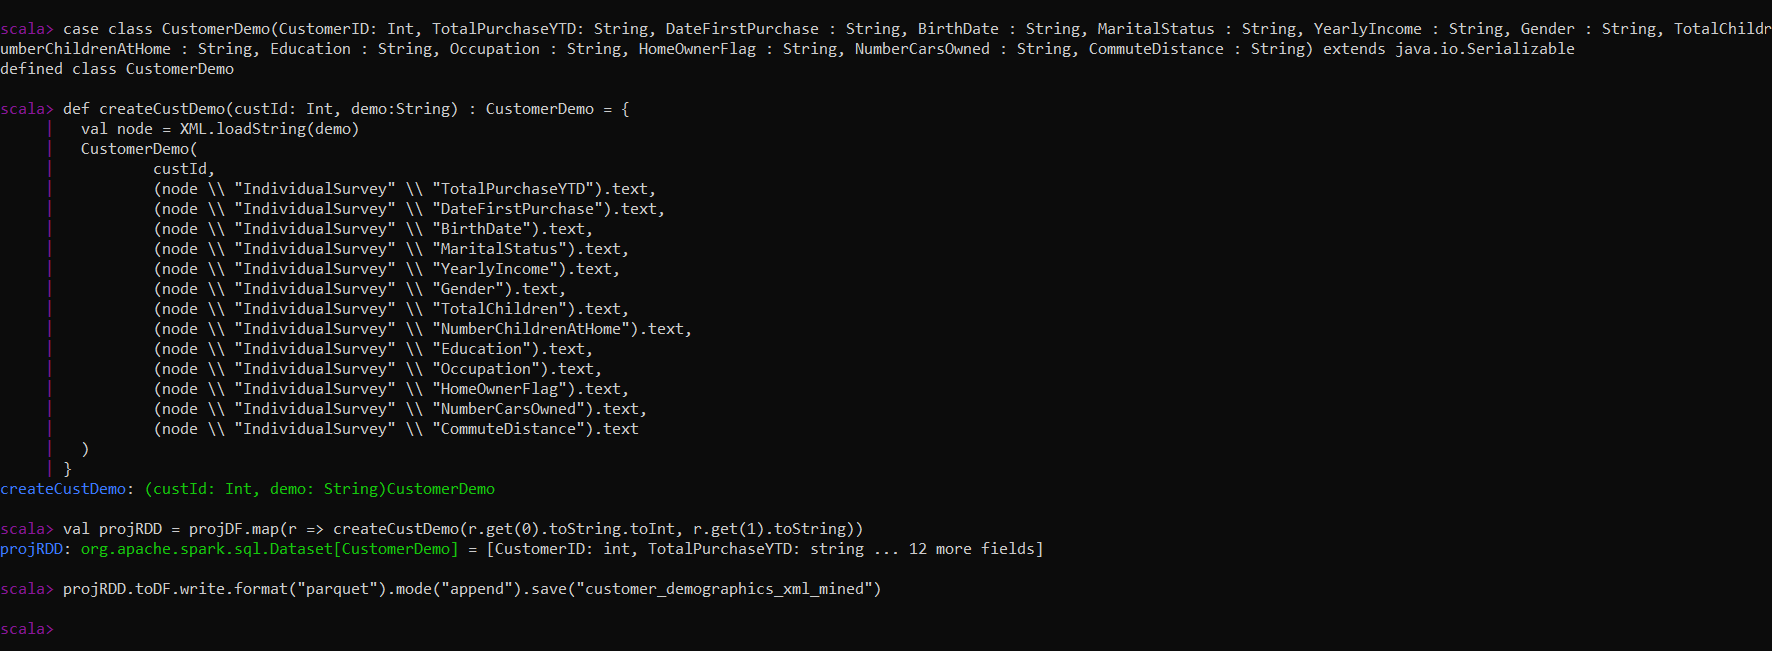 scala> case class CustomerDemo(CustomerID: Int, TotalPurchaseYTD: String, DateFirstPurchase : String, BirthDate : String, MaritalStatus : String, YearlyIncome : String, Gender : String, TotalChildr
umberChildrenAtHome : String, Education : String, Occupation : String, HomeOwnerFlag : String, NumberCarsOwned : String, CommuteDistance : String) extends java.io.Serializable
defined class CustomerDemo
scala> def createCustDemo(custId: Int, demo:String) : CustomerDemo = {
     |   val node = XML.loadString(demo)
     |   CustomerDemo(
     |           custId,
     |           (node \\ "IndividualSurvey" \\ "TotalPurchaseYTD").text,
     |           (node \\ "IndividualSurvey" \\ "DateFirstPurchase").text,
     |           (node \\ "IndividualSurvey" \\ "BirthDate").text,
     |           (node \\ "IndividualSurvey" \\ "MaritalStatus").text,
     |           (node \\ "IndividualSurvey" \\ "YearlyIncome").text,
     |           (node \\ "IndividualSurvey" \\ "Gender").text,
     |           (node \\ "IndividualSurvey" \\ "TotalChildren").text,
     |           (node \\ "IndividualSurvey" \\ "NumberChildrenAtHome").text,
     |           (node \\ "IndividualSurvey" \\ "Education").text,
     |           (node \\ "IndividualSurvey" \\ "Occupation").text,
     |           (node \\ "IndividualSurvey" \\ "HomeOwnerFlag").text,
     |           (node \\ "IndividualSurvey" \\ "NumberCarsOwned").text,
     |           (node \\ "IndividualSurvey" \\ "CommuteDistance").text
     |   )
     | }
createCustDemo: (custId: Int, demo: String)CustomerDemo
scala> val projRDD = projDF.map(r => createCustDemo(r.get(0).toString.toInt, r.get(1).toString))
projRDD: org.apache.spark.sql.Dataset[CustomerDemo] = [CustomerID: int, TotalPurchaseYTD: string ... 12 more fields]
scala> projRDD.toDF.write.format("parquet").mode("append").save("customer_demographics_xml_mined")
scala>